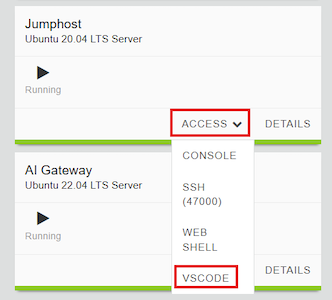 Jumphost
Ubuntu 20.04 LTS Server
Running
ACCESS DETAILS
CONSOLE
SSH
(47000)
WEB
SHELL
VSCODE
AI Gateway
Ubuntu 22.04 LTS Server
Running
DETAILS